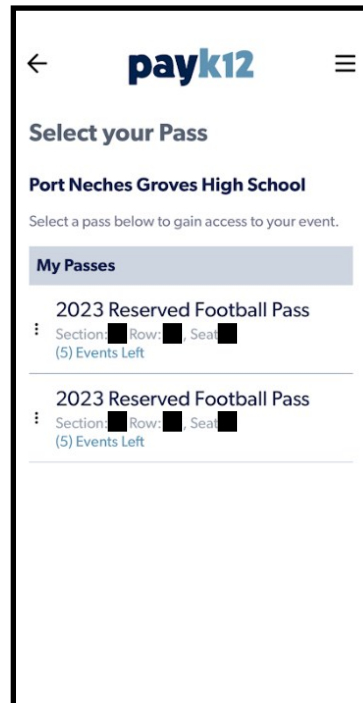 payk12
Select your Pass
Port Neches Groves High School
Select a pass below to gain access to your event.
My Passes
2023 Reserved Football Pass
Section: Row: , Seat
(5) Events Left
2023 Reserved Football Pass
Section: Row: , Seat
(5) Events Left